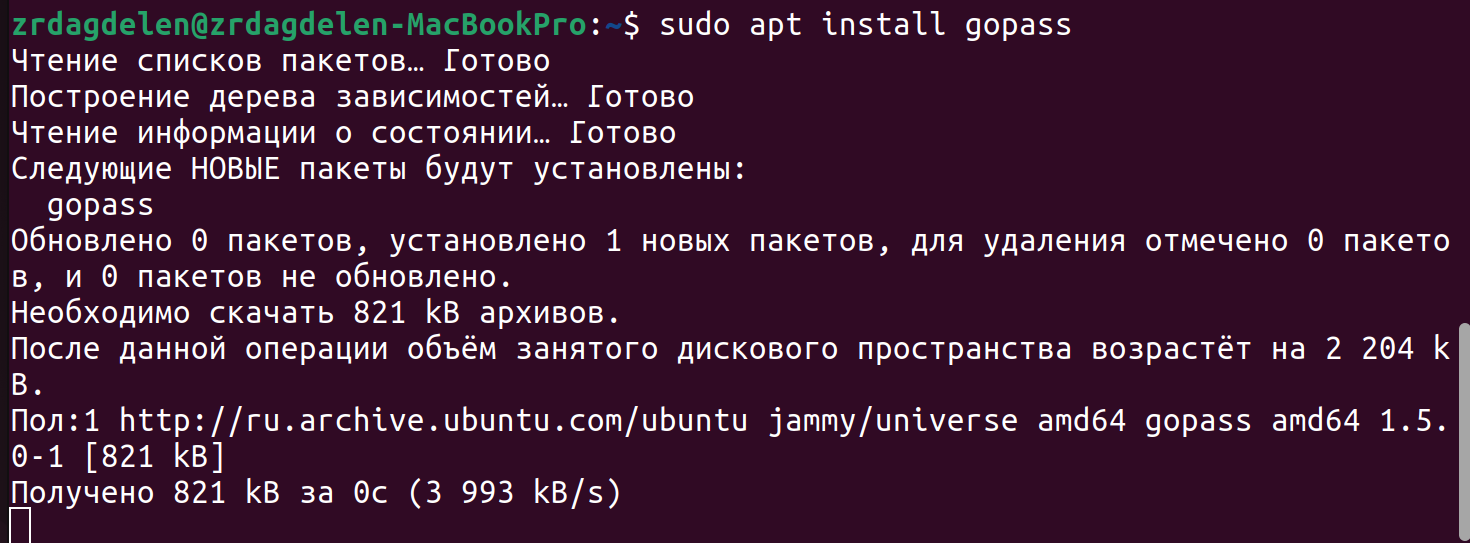 zrdagdelen@zrdagdelen-MacBookPro:~$ sudo apt install gopass
Чтение списков пакетов… Готово
Построение дерева зависимостей… Готово
Чтение информации о состоянии… Готово
Следующие НОВЫЕ пакеты будут установлены:
  gopass
Обновлено 0 пакетов, установлено 1 новых пакетов, для удаления отмечено 0 пакето
в, и 0 пакетов не обновлено.
Необходимо скачать 821 kB архивов.
После данной операции объём занятого дискового пространства возрастёт на 2 204 k
B.
Пол:1 http://ru.archive.ubuntu.com/ubuntu jammy/universe amd64 gopass amd64 1.5.
0-1 [821 kB]
Получено 821 kB за 0с (3 993 kB/s)